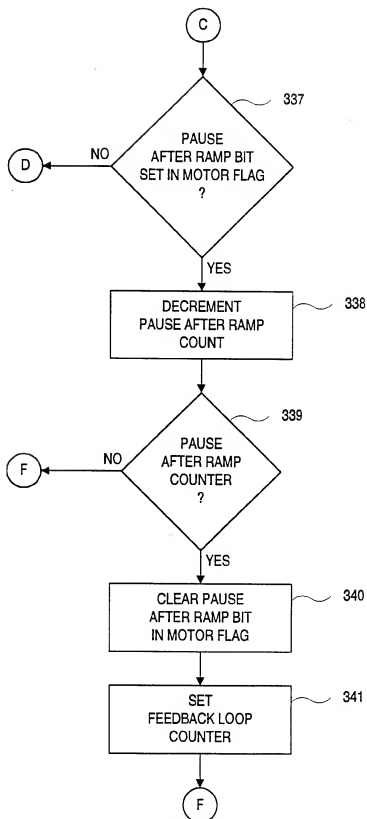 C
337
PAUSE
AFTER RAMP BIT
SET IN MOTOR FLAG
?
NO
D
YES
DECREMENT
PAUSE AFTER RAMP
COUNT
338
339
PAUSE
AFTER RAMP
COUNTER
?
NO
F
YES
CLEAR PAUSE
AFTER RAMP BIT
IN MOTOR FLAG
340
SET
FEEDBACK LOOP
COUNTER
341
F